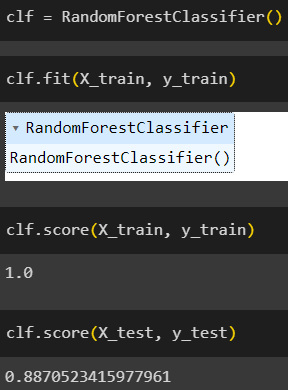 clf = RandomForestClassifier()
clf.fit(X_train, y_train)
▾ RandomForestClassifier
RandomForestClassifier()
clf.score(X_train, y_train)
1.0
clf.score(X_test, y_test)
0.8870523415977961